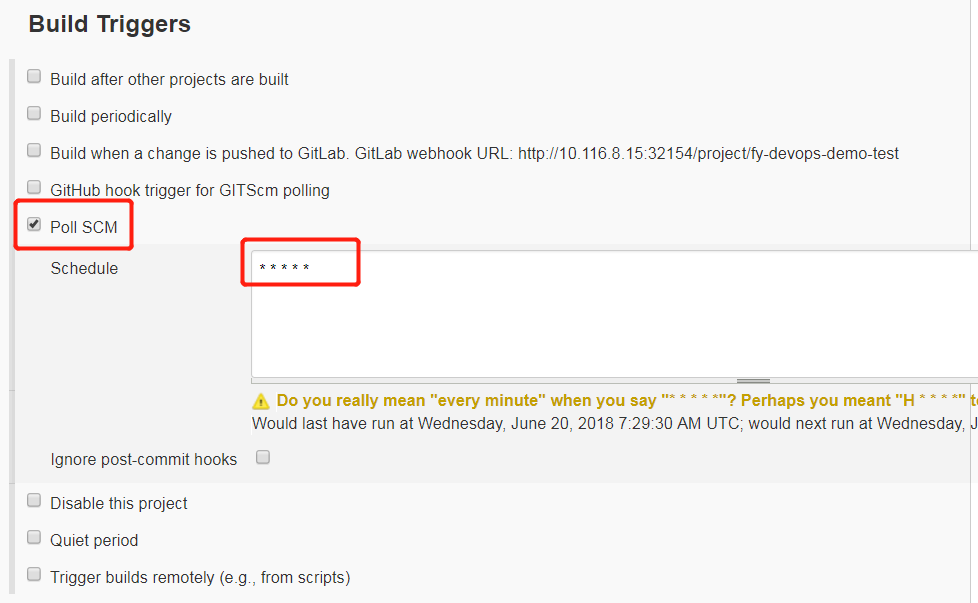 Build Triggers
Build after other projects are built
Build periodically
Build when a change is pushed to GitLab. GitLab webhook URL: http://10.116.8.15:32154/project/fy-devops-demo-test
GitHub hook trigger for GITScm polling
Poll SCM
Schedule
* * * * *
Do you really mean "every minute" when you say "* * * * *"? Perhaps you meant "H * * * *" t
Would last have run at Wednesday, June 20, 2018 7:29:30 AM UTC; would next run at Wednesday, J
Ignore post-commit hooks
Disable this project
Quiet period
Trigger builds remotely (e.g., from scripts)